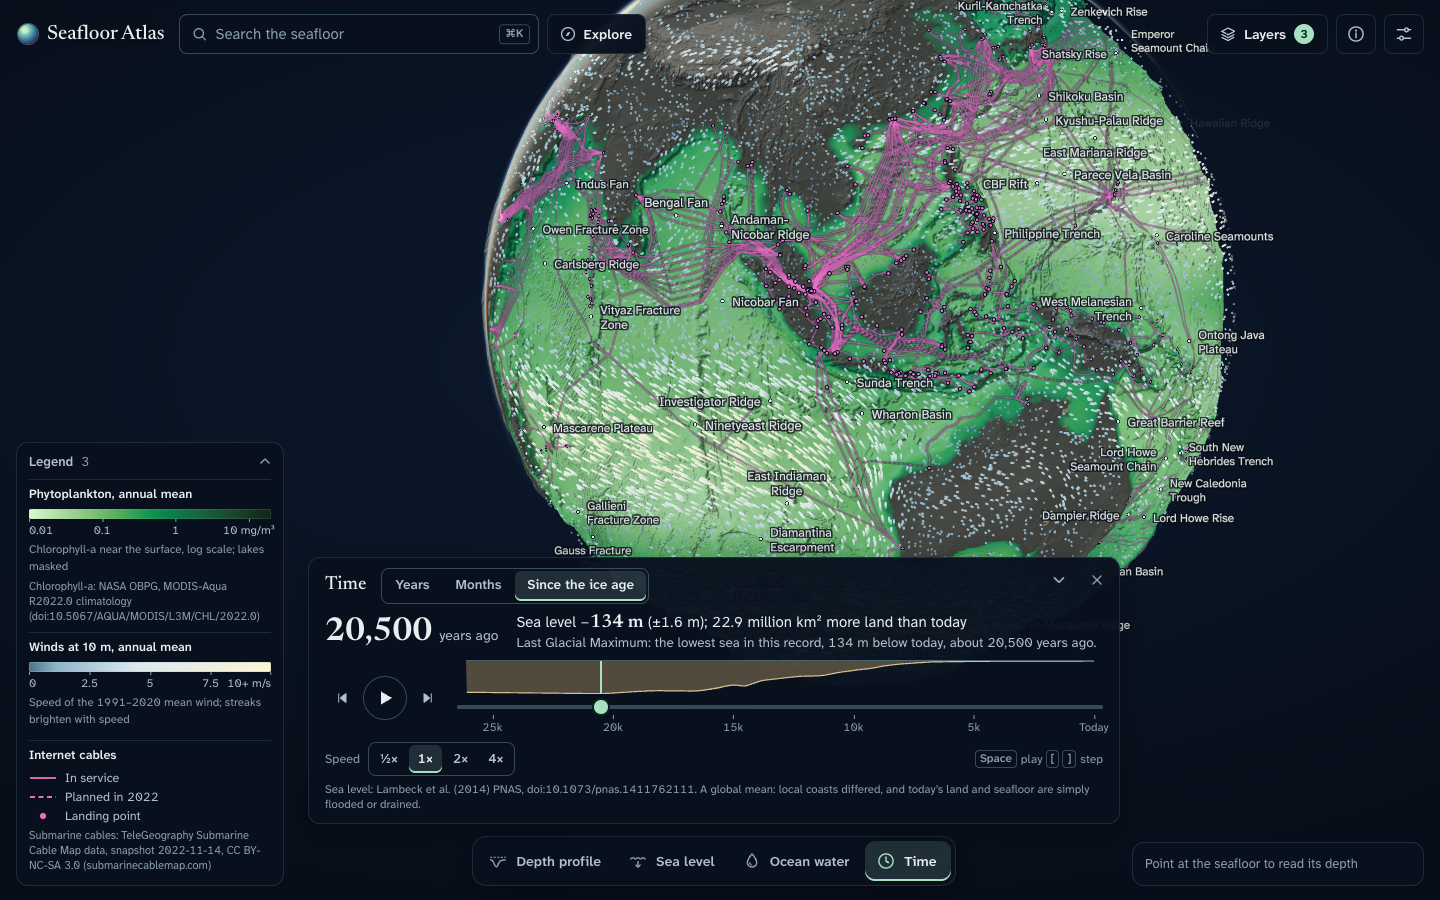 Seafloor Atlas
Search the seafloor
⌘K
Explore
Layers 3
Kuril-Kamchatka
Trench
Zenkevich Rise
Emperor
Seamount Chain
Shatsky Rise
Shikoku Basin
Kyushu-Palau Ridge
Hawaiian Ridge
East Mariana Ridge
Parece Vela Basin
CBF Rift
Indus Fan
Bengal Fan
Andaman-
Nicobar Ridge
Owen Fracture Zone
Philippine Trench
Caroline Seamounts
Carlsberg Ridge
Nicobar Fan
West Melanesian
Trench
Vityaz Fracture
Zone
Ontong Java
Plateau
Sunda Trench
Investigator Ridge
Wharton Basin
Mascarene Plateau
Ninetyeast Ridge
Great Barrier Reef
Lord Howe
Seamount Chain
South New
Hebrides Trench
East Indiaman
Ridge
New Caledonia
Trough
Gallieni
Fracture Zone
Dampier Ridge
Lord Howe Rise
Diamantina
Escarpment
Gauss Fracture
an Basin
Macquarie Ridge
Legend 3
Phytoplankton, annual mean
0.01 0.1 1 10 mg/m³
Chlorophyll-a near the surface, log scale; lakes
masked
Chlorophyll-a: NASA OBPG, MODIS-Aqua
R2022.0 climatology
(doi:10.5067/AQUA/MODIS/L3M/CHL/2022.0)
Winds at 10 m, annual mean
0 2.5 5 7.5 10+ m/s
Speed of the 1991–2020 mean wind; streaks
brighten with speed
Internet cables
In service
Planned in 2022
Landing point
Submarine cables: TeleGeography Submarine
Cable Map data, snapshot 2022-11-14, CC BY-
NC-SA 3.0 (submarinecablemap.com)
Time
Years Months Since the ice age
20,500 years ago
Sea level −134 m (±1.6 m); 22.9 million km² more land than today
Last Glacial Maximum: the lowest sea in this record, 134 m below today, about 20,500 years ago.
25k 20k 15k 10k 5k Today
Speed ½× 1× 2× 4×
Space play [ ] step
Sea level: Lambeck et al. (2014) PNAS, doi:10.1073/pnas.1411762111. A global mean: local coasts differed, and today's land and seafloor are simply
flooded or drained.
Depth profile
Sea level
Ocean water
Time
Point at the seafloor to read its depth